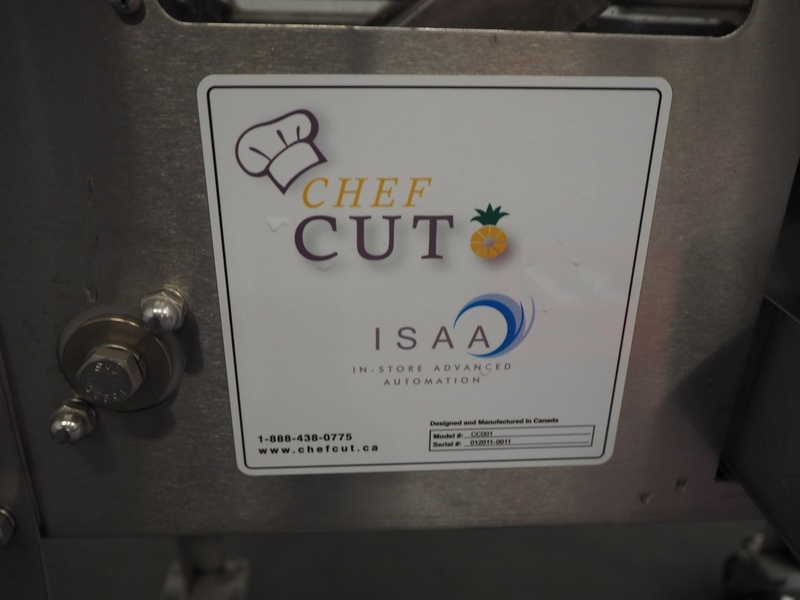 CHEF
CUT
ISAA
IN-STORE ADVANCED
AUTOMATION
1-888-438-0775
www.chefcut.ca
Designed and Manufactured in Canada
Model #: CC001
Serial #: 012011-0011